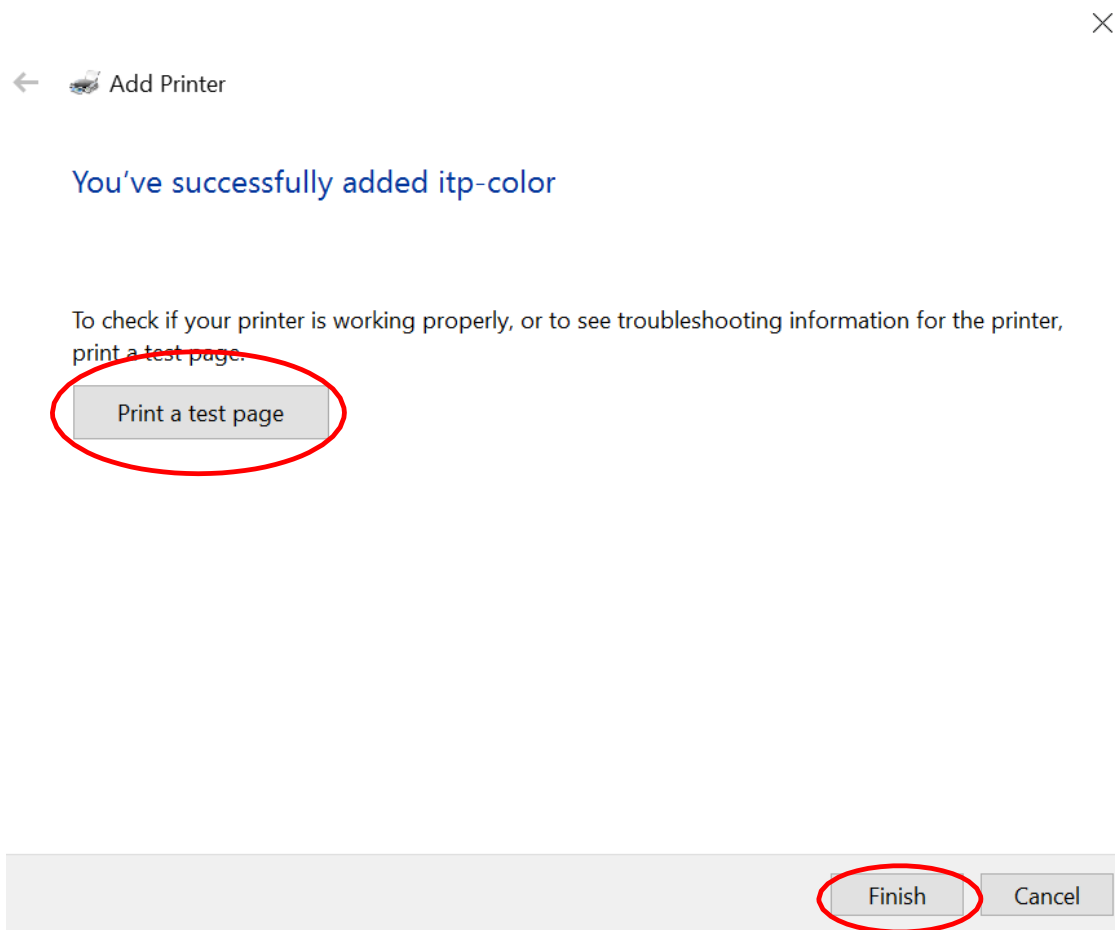 Add Printer
You've successfully added itp-color
To check if your printer is working properly, or to see troubleshooting information for the printer,
print a test page.
Print a test page
Finish
Cancel